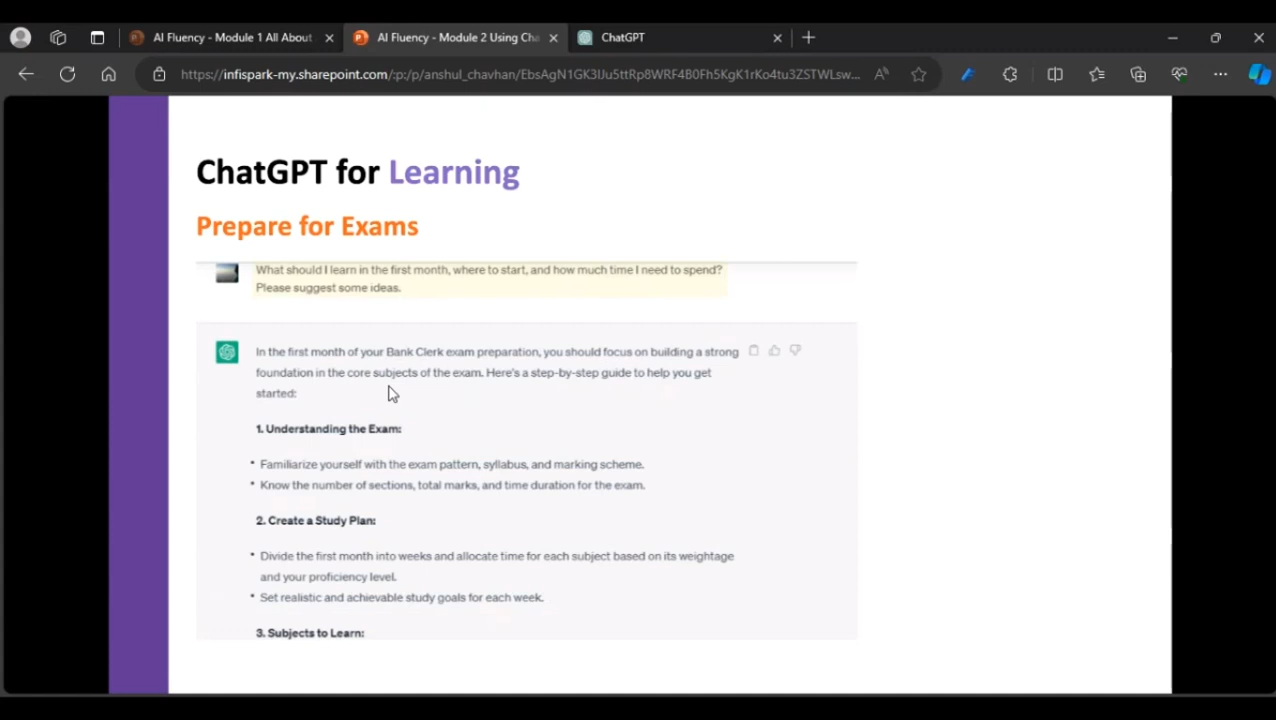 AI Fluency - Module 1 All About
AI Fluency - Module 2 Using Cha
ChatGPT
https://infispark-my.sharepoint.com/:p:/p/anshul_chavhan/EbsAgN1GK3IJu5ttRp8WRF4B0Fh5KgK1rKo4tu3ZSTWLsw...
ChatGPT for Learning
Prepare for Exams
What should I learn in the first month, where to start, and how much time I need to spend?
Please suggest some ideas.
In the first month of your Bank Clerk exam preparation, you should focus on building a strong
foundation in the core subjects of the exam. Here's a step-by-step guide to help you get
started:
1. Understanding the Exam:
• Familiarize yourself with the exam pattern, syllabus, and marking scheme.
• Know the number of sections, total marks, and time duration for the exam.
2. Create a Study Plan:
• Divide the first month into weeks and allocate time for each subject based on its weightage
and your proficiency level.
• Set realistic and achievable study goals for each week.
3. Subjects to Learn: